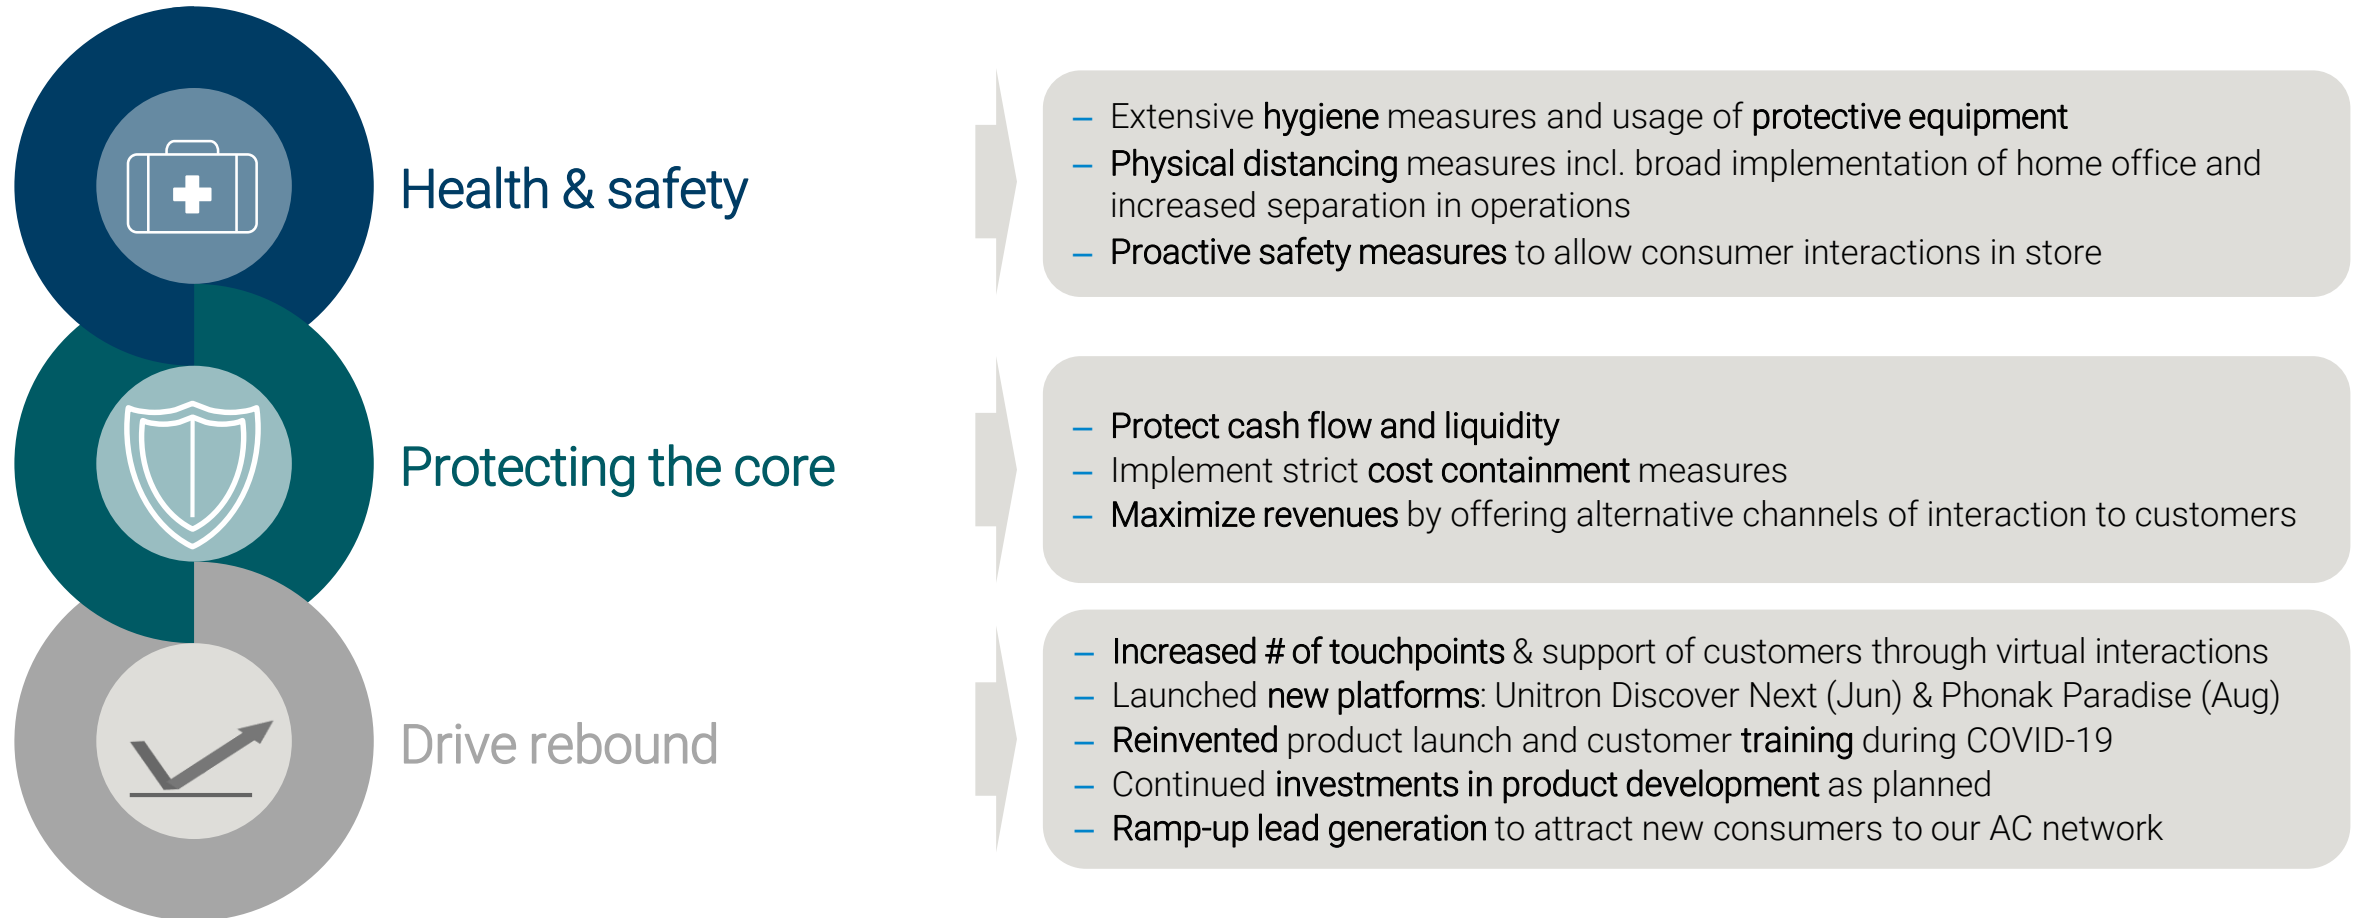 Health & safety
– Extensive hygiene measures and usage of protective equipment
– Physical distancing measures incl. broad implementation of home office and
increased separation in operations
– Proactive safety measures to allow consumer interactions in store
Protecting the core
– Protect cash flow and liquidity
– Implement strict cost containment measures
– Maximize revenues by offering alternative channels of interaction to customers
Drive rebound
– Increased # of touchpoints & support of customers through virtual interactions
– Launched new platforms: Unitron Discover Next (Jun) & Phonak Paradise (Aug)
– Reinvented product launch and customer training during COVID-19
– Continued investments in product development as planned
– Ramp-up lead generation to attract new consumers to our AC network